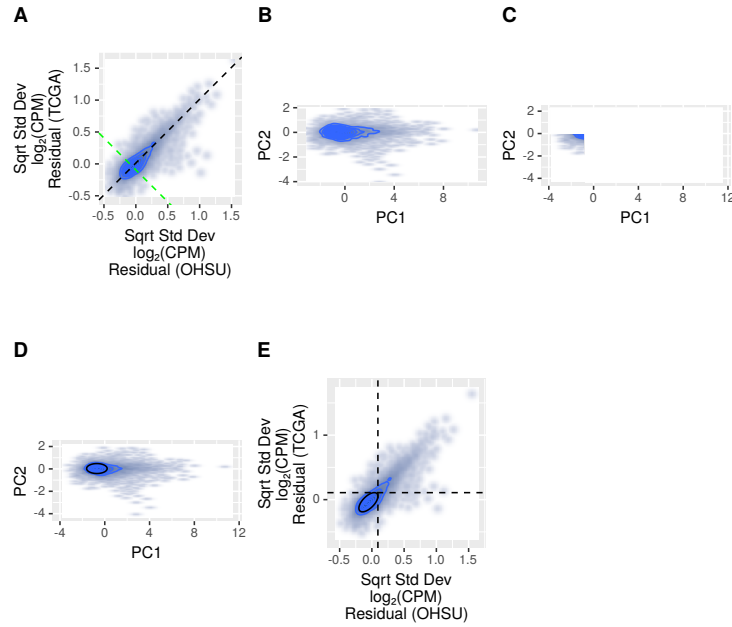 A
Sqrt Std Dev
log₂(CPM)
Residual (TCGA)
1.5
1.0
0.5
0.0
-0.5
-0.5 0.0 0.5 1.0 1.5
Sqrt Std Dev
log₂(CPM)
Residual (OHSU)
B
PC2
2
0
-2
-4
0 4 8
PC1
C
PC2
2
0
-2
-4
-4 0 4 8 12
PC1
D
PC2
2
0
-2
-4
-4 0 4 8 12
PC1
E
Sqrt Std Dev
log₂(CPM)
Residual (TCGA)
1
0
-0.5 0.0 0.5 1.0 1.5
Sqrt Std Dev
log₂(CPM)
Residual (OHSU)